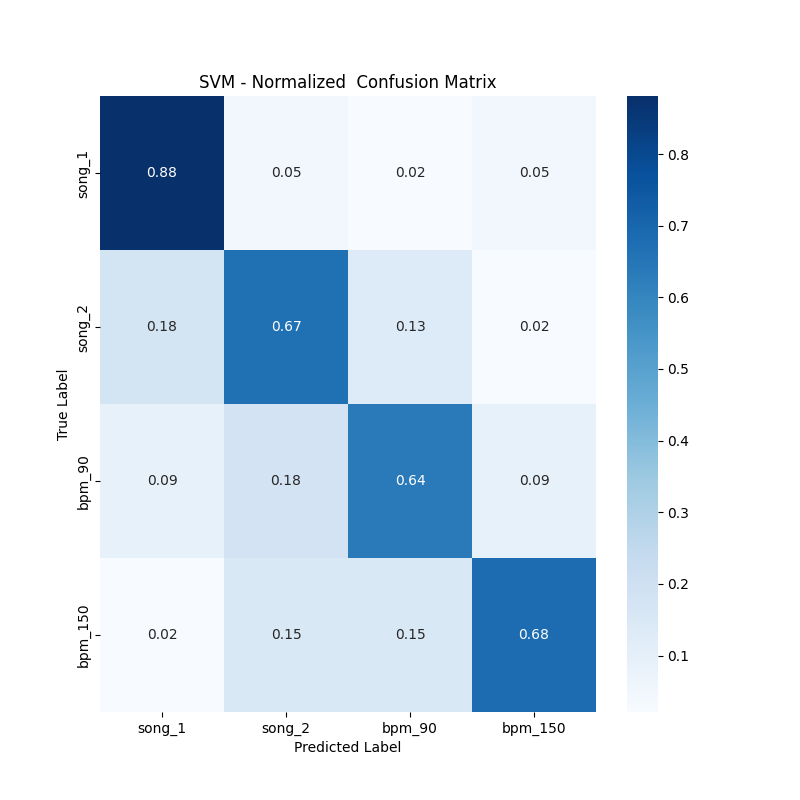 SVM - Normalized  Confusion Matrix
song_1 0.88 0.05 0.02 0.05
song_2 0.18 0.67 0.13 0.02
bpm_90 0.09 0.18 0.64 0.09
bpm_150 0.02 0.15 0.15 0.68
song_1 song_2 bpm_90 bpm_150
Predicted Label
True Label
0.8
0.7
0.6
0.5
0.4
0.3
0.2
0.1